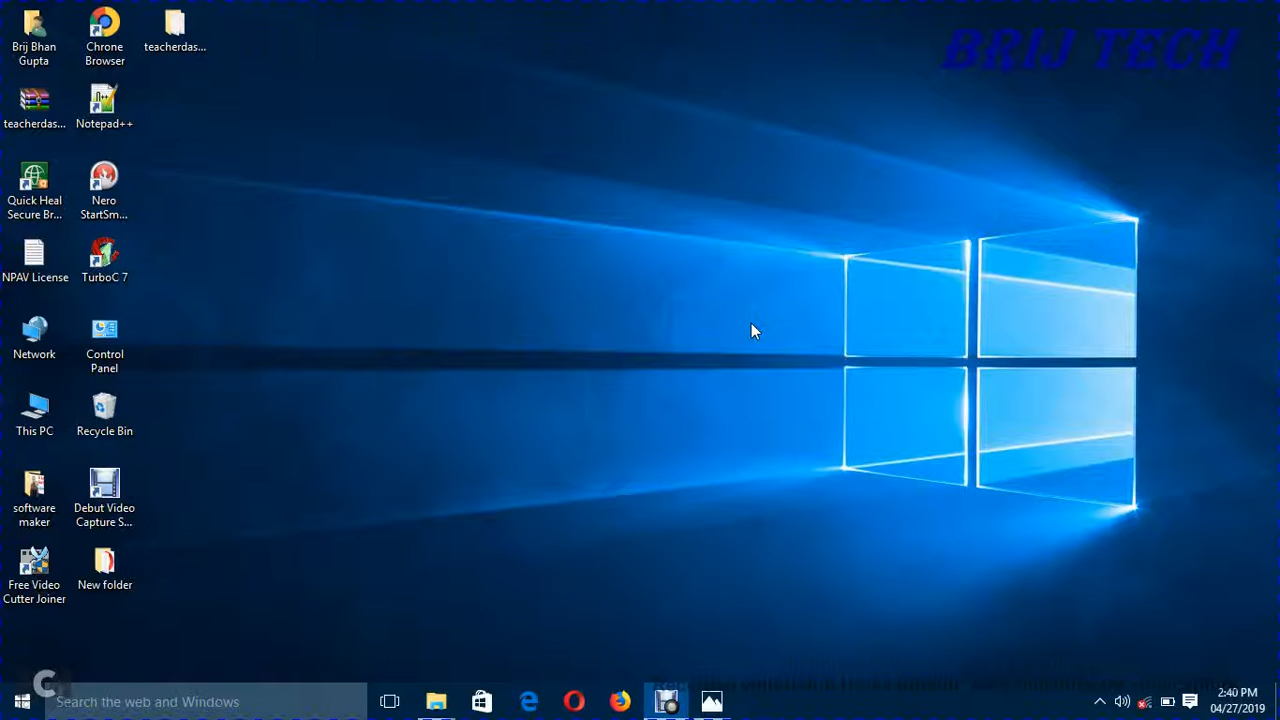 BRIJ TECH
Brij Bhan
Gupta
Chrome
Browser
teacherdas...
teacherdas...
Notepad++
Quick Heal
Secure Br...
Nero
StartSm...
NPAV License
TurboC 7
Network
Control
Panel
This PC
Recycle Bin
software
maker
Debut Video
Capture S...
Free Video
Cutter Joiner
New folder
Search the web and Windows
2:40 PM
04/27/2019